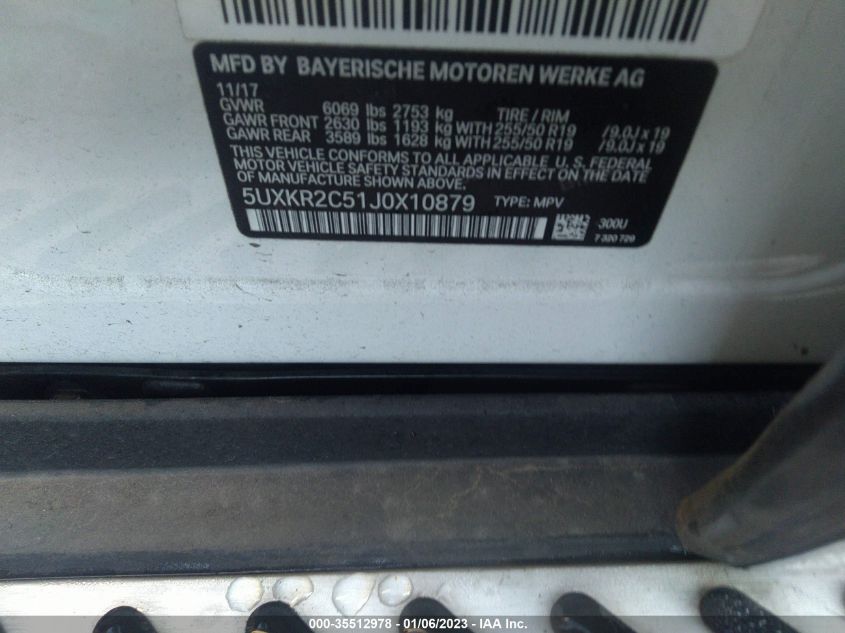 MFD BY BAYERISCHE MOTOREN WERKE AG
11/17
GVWR 6069 lbs 2753 kg TIRE / RIM
GAWR FRONT 2630 lbs 1193 kg WITH 255/50 R19 /9.0J x 19
GAWR REAR 3589 lbs 1628 kg WITH 255/50 R19 /9.0J x 19
THIS VEHICLE CONFORMS TO ALL APPLICABLE U. S. FEDERAL
MOTOR VEHICLE SAFETY STANDARDS IN EFFECT ON THE DATE
OF MANUFACTURE SHOWN ABOVE.
5UXKR2C51J0X10879 TYPE: MPV
300U
7 320 729
000-35512978 - 01/06/2023 - © IAA Inc.